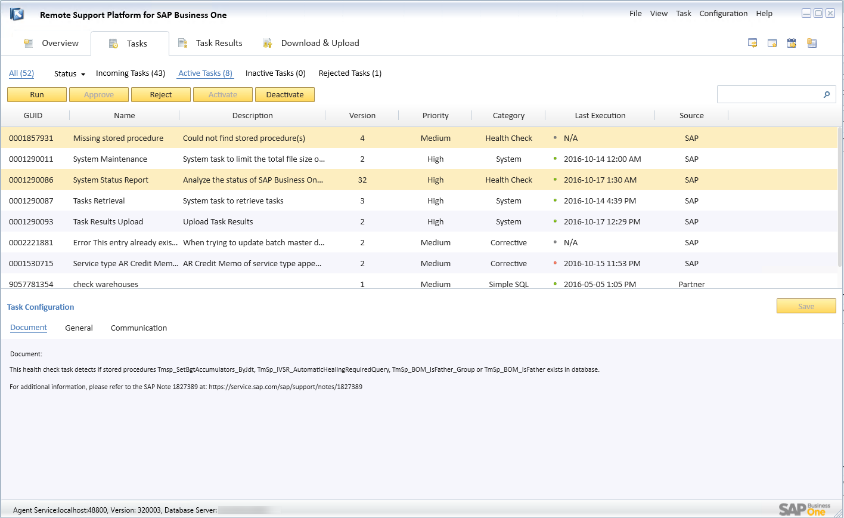 Remote Support Platform for SAP Business One
File View Task Configuration Help
Overview Tasks Task Results Download & Upload
All (52) Status Incoming Tasks (43) Active Tasks (8) Inactive Tasks (0) Rejected Tasks (1)
Run Approve Reject Activate Deactivate
GUID Name Description Version Priority Category Last Execution Source
0001857931 Missing stored procedure Could not find stored procedure(s) 4 Medium Health Check N/A SAP
0001290011 System Maintenance System task to limit the total file size o... 2 High System 2016-10-14 12:00 AM SAP
0001290086 System Status Report Analyze the status of SAP Business On... 32 High Health Check 2016-10-17 1:30 AM SAP
0001290087 Tasks Retrieval System task to retrieve tasks 3 High System 2016-10-14 4:39 PM SAP
0001290093 Task Results Upload Upload Task Results 2 High System 2016-10-17 12:29 PM SAP
0002221881 Error This entry already exis... When trying to update batch master d... 2 Medium Corrective N/A SAP
0001530715 Service type AR Credit Mem... AR Credit Memo of service type appe... 2 Medium Corrective 2016-10-15 11:53 PM SAP
9057781354 check warehouses 1 Medium Simple SQL 2016-05-05 1:05 PM Partner
Task Configuration Save
Document General Communication
Document:
This health check task detects if stored procedures Tmsp_SetBgtAccumulators_ByJdt, TmSp_IVSR_AutomaticHealingRequiredQuery, TmSp_BOM_IsFather_Group or TmSp_BOM_IsFather exists in database.
For additional information, please refer to the SAP Note 1827389 at: https://service.sap.com/sap/support/notes/1827389
Agent Service:localhost:48800, Version: 320003, Database Server:
SAP Business One